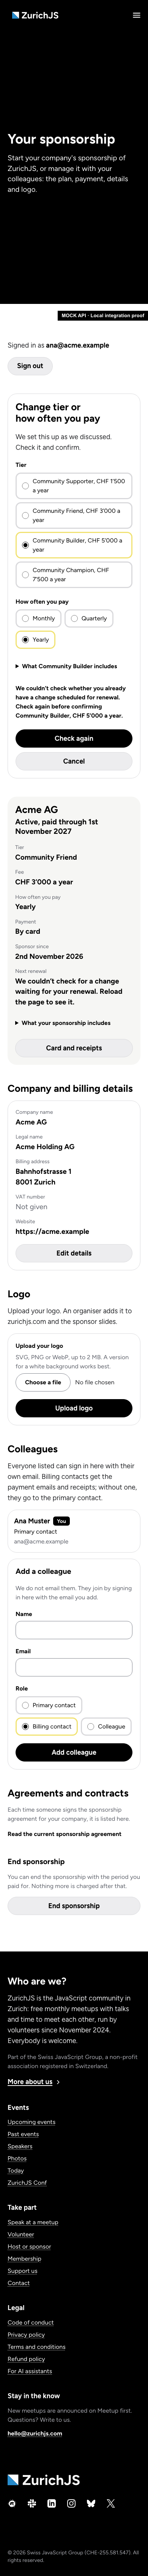 ZurichJS
Your sponsorship
Start your company's sponsorship of
ZurichJS, or manage it with your
colleagues: the plan, payment, details
and logo.
MOCK API · Local integration proof
Signed in as ana@acme.example
Sign out
Change tier or
how often you pay
We set this up as we discussed.
Check it and confirm.
Tier
Community Supporter, CHF 1'500
a year
Community Friend, CHF 3'000 a
year
Community Builder, CHF 5'000 a
year
Community Champion, CHF
7'500 a year
How often you pay
Monthly
Quarterly
Yearly
What Community Builder includes
We couldn't check whether you already
have a change scheduled for renewal.
Check again before confirming
Community Builder, CHF 5'000 a year.
Check again
Cancel
Acme AG
Active, paid through 1st
November 2027
Tier
Community Friend
Fee
CHF 3'000 a year
How often you pay
Yearly
Payment
By card
Sponsor since
2nd November 2026
Next renewal
We couldn't check for a change
waiting for your renewal. Reload
the page to see it.
What your sponsorship includes
Card and receipts
Company and billing details
Company name
Acme AG
Legal name
Acme Holding AG
Billing address
Bahnhofstrasse 1
8001 Zurich
VAT number
Not given
Website
https://acme.example
Edit details
Logo
Upload your logo. An organiser adds it to
zurichjs.com and the sponsor slides.
Upload your logo
SVG, PNG or WebP, up to 2 MB. A version
for a white background works best.
Choose a file
No file chosen
Upload logo
Colleagues
Everyone listed can sign in here with their
own email. Billing contacts get the
payment emails and receipts; without one,
they go to the primary contact.
Ana Muster You
Primary contact
ana@acme.example
Add a colleague
We do not email them. They join by signing
in here with the email you add.
Name
Email
Role
Primary contact
Billing contact
Colleague
Add colleague
Agreements and contracts
Each time someone signs the sponsorship
agreement for your company, it is listed here.
Read the current sponsorship agreement
End sponsorship
You can end the sponsorship with the period you
paid for. Nothing more is charged after that.
End sponsorship
Who are we?
ZurichJS is the JavaScript community in
Zurich: free monthly meetups with talks
and time to meet each other, run by
volunteers since November 2024.
Everybody is welcome.
Part of the Swiss JavaScript Group, a non-profit
association registered in Switzerland.
More about us
Events
Upcoming events
Past events
Speakers
Photos
Today
ZurichJS Conf
Take part
Speak at a meetup
Volunteer
Host or sponsor
Membership
Support us
Contact
Legal
Code of conduct
Privacy policy
Terms and conditions
Refund policy
For AI assistants
Stay in the know
New meetups are announced on Meetup first.
Questions? Write to us.
hello@zurichjs.com
ZurichJS
© 2026 Swiss JavaScript Group (CHE-255.581.547). All
rights reserved.